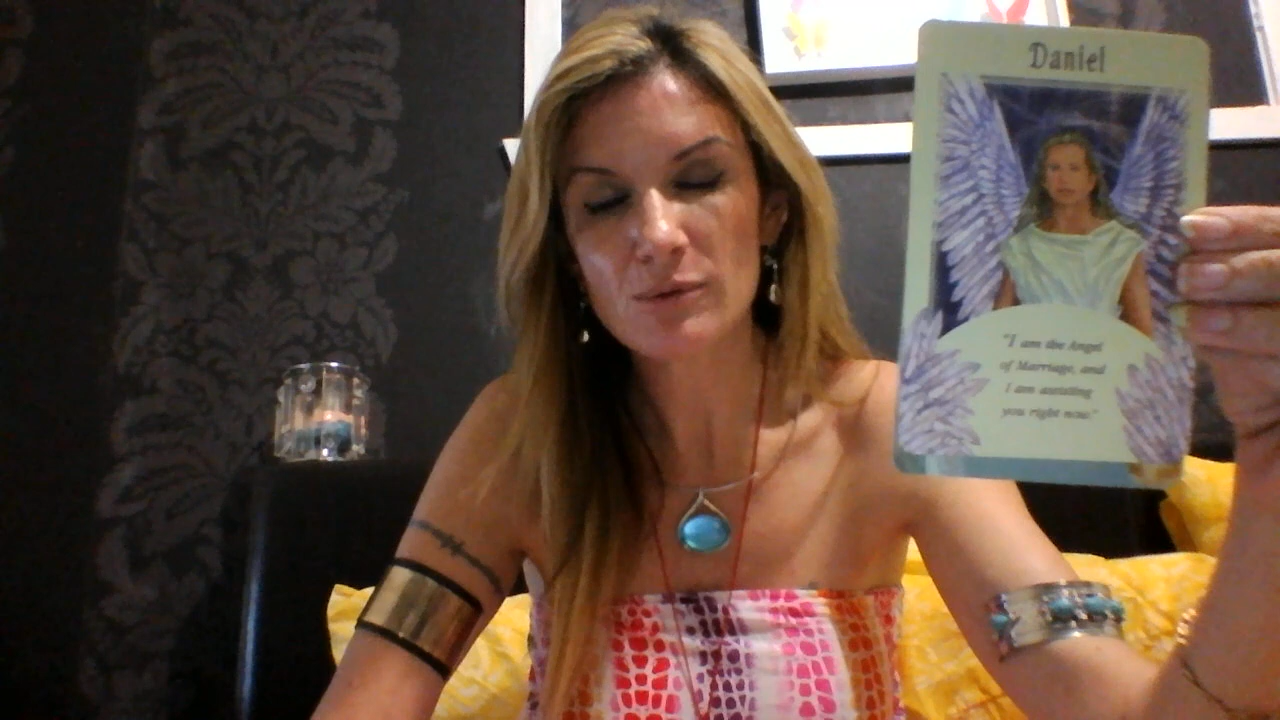 Daniel
"I am the Angel
of Marriage, and
I am assisting
you right now."